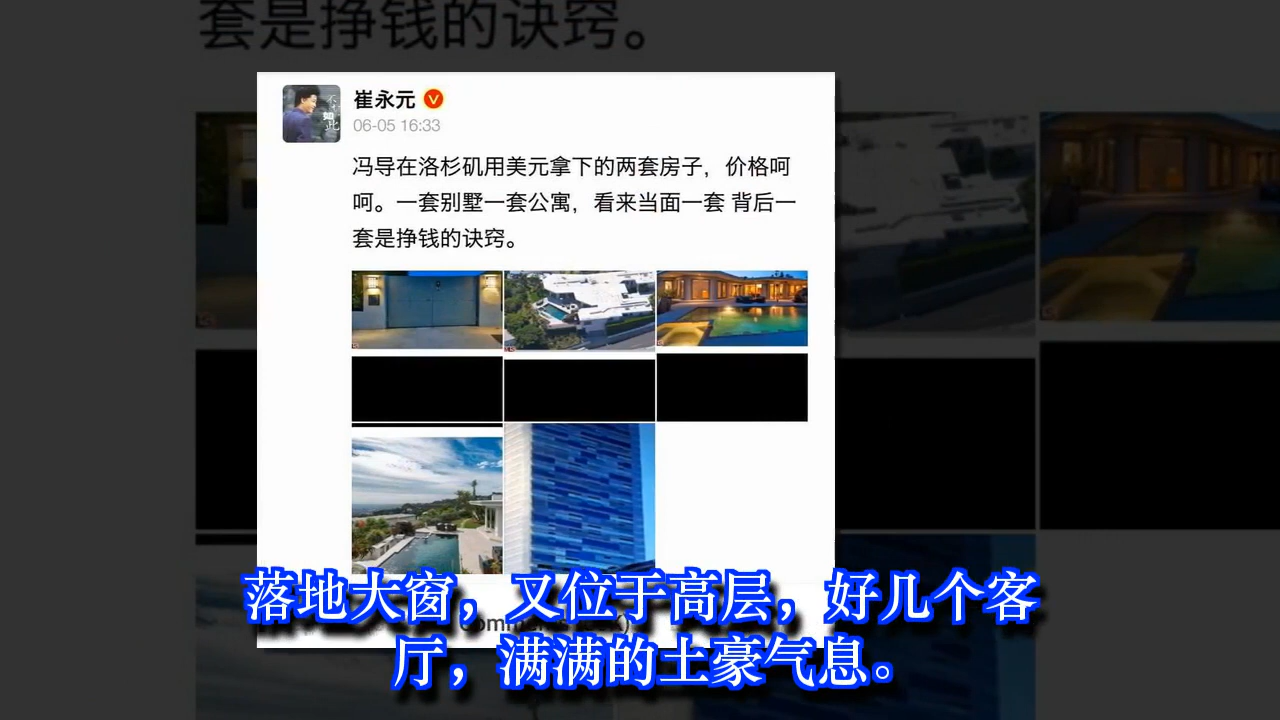 套是挣钱的诀窍。
崔永元
06-05 16:33
冯导在洛杉矶用美元拿下的两套房子，价格呵
呵。一套别墅一套公寓，看来当面一套 背后一
套是挣钱的诀窍。
落地大窗，又位于高层，好几个客
厅，满满的土豪气息。